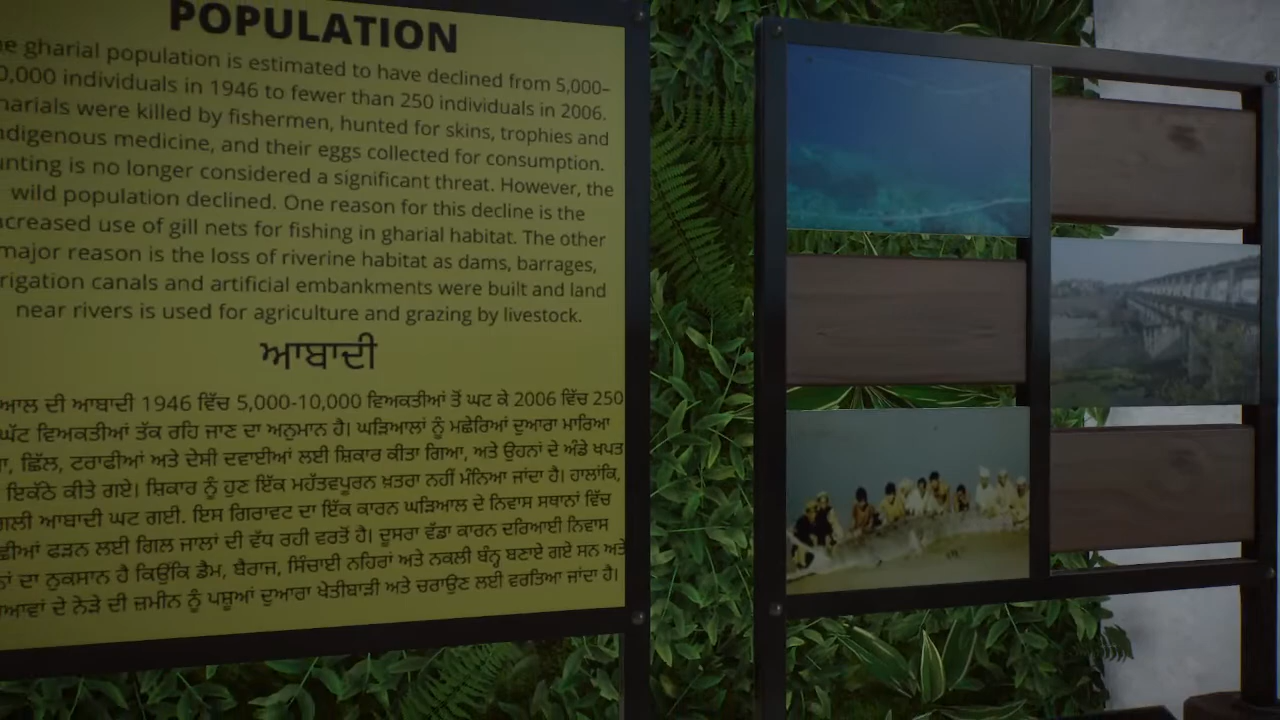 POPULATION
gharial population is estimated to have declined from 5,000–
individuals in 1946 to fewer than 250 individuals in 2006.
were killed by fishermen, hunted for skins, trophies and
medicine, and their eggs collected for consumption.
is no longer considered a significant threat. However, the
wild population declined. One reason for this decline is the
use of gill nets for fishing in gharial habitat. The other
major reason is the loss of riverine habitat as dams, barrages,
canals and artificial embankments were built and land
near rivers is used for agriculture and grazing by livestock.
ਆਬਾਦੀ
ਦੀ ਆਬਾਦੀ 1946 ਵਿੱਚ 5,000-10,000 ਵਿਅਕਤੀਆਂ ਤੋਂ ਘਟ ਕੇ 2006 ਵਿੱਚ 250
ਘੱਟ ਵਿਅਕਤੀਆਂ ਤੱਕ ਰਹਿ ਜਾਣ ਦਾ ਅਨੁਮਾਨ ਹੈ। ਘੜਿਆਲਾਂ ਨੂੰ ਮਛੇਰਿਆਂ ਦੁਆਰਾ ਮਾਰਿਆ
ਛਿੱਲ, ਟਰਾਫੀਆਂ ਅਤੇ ਦੇਸੀ ਦਵਾਈਆਂ ਲਈ ਸ਼ਿਕਾਰ ਕੀਤਾ ਗਿਆ, ਅਤੇ ਉਹਨਾਂ ਦੇ ਅੰਡੇ ਖਪਤ
ਇਕੱਠੇ ਕੀਤੇ ਗਏ। ਸ਼ਿਕਾਰ ਨੂੰ ਹੁਣ ਇੱਕ ਮਹੱਤਵਪੂਰਨ ਖ਼ਤਰਾ ਨਹੀਂ ਮੰਨਿਆ ਜਾਂਦਾ ਹੈ। ਹਾਲਾਂਕਿ,
ਆਬਾਦੀ ਘਟ ਗਈ. ਇਸ ਗਿਰਾਵਟ ਦਾ ਇੱਕ ਕਾਰਨ ਘੜਿਆਲ ਦੇ ਨਿਵਾਸ ਸਥਾਨਾਂ ਵਿੱਚ
ਫੜਨ ਲਈ ਗਿਲ ਜਾਲਾਂ ਦੀ ਵੱਧ ਰਹੀ ਵਰਤੋਂ ਹੈ। ਦੂਸਰਾ ਵੱਡਾ ਕਾਰਨ ਦਰਿਆਈ ਨਿਵਾਸ
ਦਾ ਨੁਕਸਾਨ ਹੈ ਕਿਉਂਕਿ ਡੈਮ, ਬੈਰਾਜ, ਸਿੰਚਾਈ ਨਹਿਰਾਂ ਅਤੇ ਨਕਲੀ ਬੰਨ੍ਹ ਬਣਾਏ ਗਏ ਸਨ ਅਤੇ
ਦੇ ਨੇੜੇ ਦੀ ਜ਼ਮੀਨ ਨੂੰ ਪਸ਼ੂਆਂ ਦੁਆਰਾ ਖੇਤੀਬਾੜੀ ਅਤੇ ਚਰਾਉਣ ਲਈ ਵਰਤਿਆ ਜਾਂਦਾ ਹੈ।